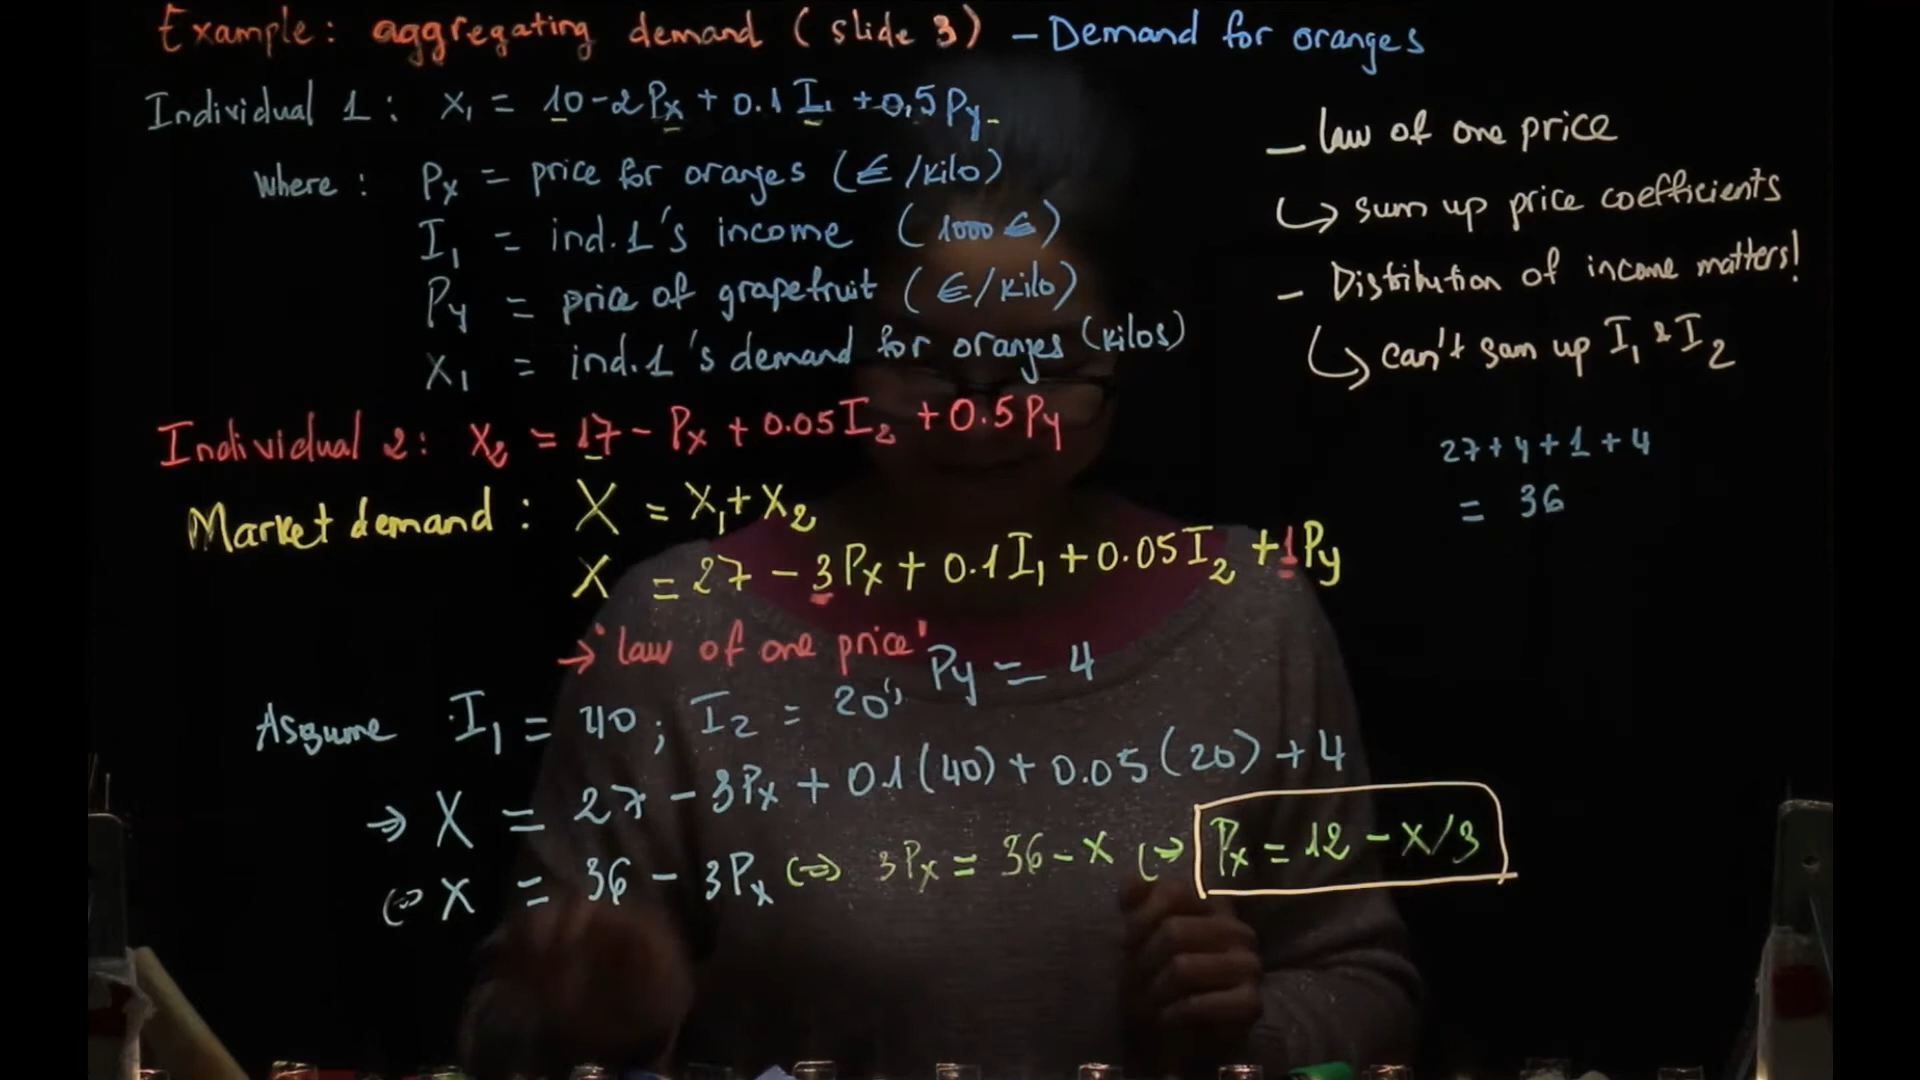 Example: aggregating demand (slide 3) – Demand for oranges
Individual 1: X₁ = 10-2Px + 0.1 I₁ + 0,5 Py
Where: Px = price for oranges (€/kilo)
I₁ = ind.1's income (1000 €)
Py = price of grapefruit (€/kilo)
X₁ = ind.1's demand for oranges (kilos)
Individual 2: X₂ = 17 - Px + 0.05 I₂ + 0.5 Py
Market demand: X = X₁ + X₂
X = 27 - 3Px + 0.1 I₁ + 0.05 I₂ + 1Py
→ 'law of one price'
Assume I₁ = 40; I₂ = 20; Py = 4
→ X = 27 - 3Px + 0.1(40) + 0.05(20) + 4
⇔ X = 36 - 3Px ⇔ 3Px = 36 - X ⇔ Px = 12 - X/3
– law of one price
↪ sum up price coefficients
– Distribution of income matters!
↪ can't sum up I₁ & I₂
27 + 4 + 1 + 4
= 36